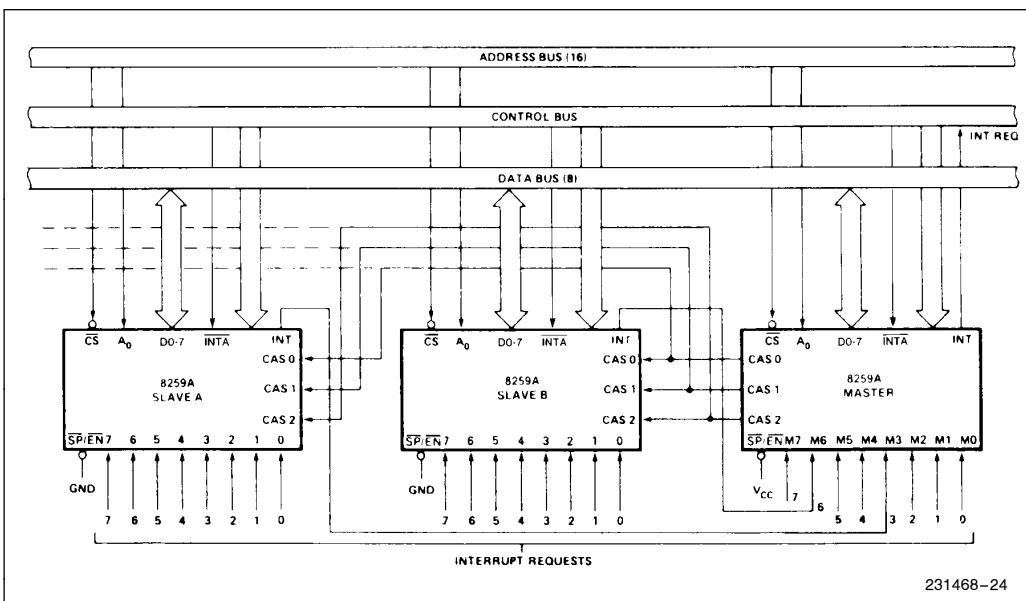 ADDRESS BUS (16)
CONTROL BUS
INT REQ
DATA BUS (8)
CS A0 D0-7 INTA INT
CAS 0
8259A
SLAVE A
CAS 1
CAS 2
SP/EN 7 6 5 4 3 2 1 0
GND
7 6 5 4 3 2 1 0
CS A0 D0-7 INTA INT
CAS 0
8259A
SLAVE B
CAS 1
CAS 2
SP/EN 7 6 5 4 3 2 1 0
GND
7 6 5 4 3 2 1 0
CS A0 D0-7 INTA INT
CAS 0
8259A
MASTER
CAS 1
CAS 2
SP/EN M7 M6 M5 M4 M3 M2 M1 M0
VCC
7 6 5 4 3 2 1 0
INTERRUPT REQUESTS
231468-24